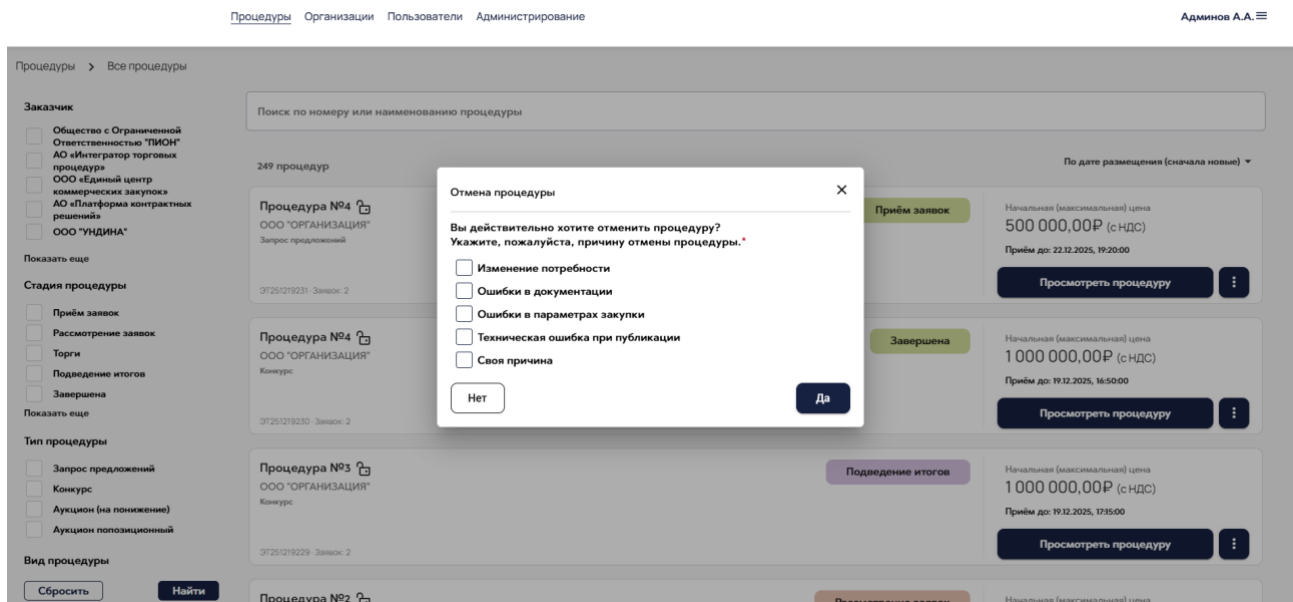 Процедуры Организации Пользователи Администрирование
Админов А.А.
Процедуры > Все процедуры
Заказчик
Общество с Ограниченной
Ответственностью "ПИОН"
АО «Интегратор торговых
процедур»
ООО «Единый центр
коммерческих закупок»
АО «Платформа контрактных
решений»
ООО "УНДИНА"
Показать еще
Стадия процедуры
Приём заявок
Рассмотрение заявок
Торги
Подведение итогов
Завершена
Показать еще
Тип процедуры
Запрос предложений
Конкурс
Аукцион (на понижение)
Аукцион попозиционный
Вид процедуры
Сбросить
Найти
Поиск по номеру или наименованию процедуры
249 процедур
По дате размещения (сначала новые)
Процедура №4
ООО "ОРГАНИЗАЦИЯ"
Запрос предложений
ЭТ251219231 · Заявок: 2
Приём заявок
Начальная (максимальная) цена
500 000,00₽ (с НДС)
Приём до: 22.12.2025, 19:20:00
Просмотреть процедуру
Процедура №4
ООО "ОРГАНИЗАЦИЯ"
Конкурс
ЭТ251219230 · Заявок: 2
Завершена
Начальная (максимальная) цена
1 000 000,00₽ (с НДС)
Приём до: 19.12.2025, 16:50:00
Просмотреть процедуру
Процедура №3
ООО "ОРГАНИЗАЦИЯ"
Конкурс
ЭТ251219229 · Заявок: 2
Подведение итогов
Начальная (максимальная) цена
1 000 000,00₽ (с НДС)
Приём до: 19.12.2025, 17:15:00
Просмотреть процедуру
Процедура №2
Рассмотрение заявок
Начальная (максимальная) цена
Отмена процедуры
Вы действительно хотите отменить процедуру?
Укажите, пожалуйста, причину отмены процедуры.*
Изменение потребности
Ошибки в документации
Ошибки в параметрах закупки
Техническая ошибка при публикации
Своя причина
Нет
Да